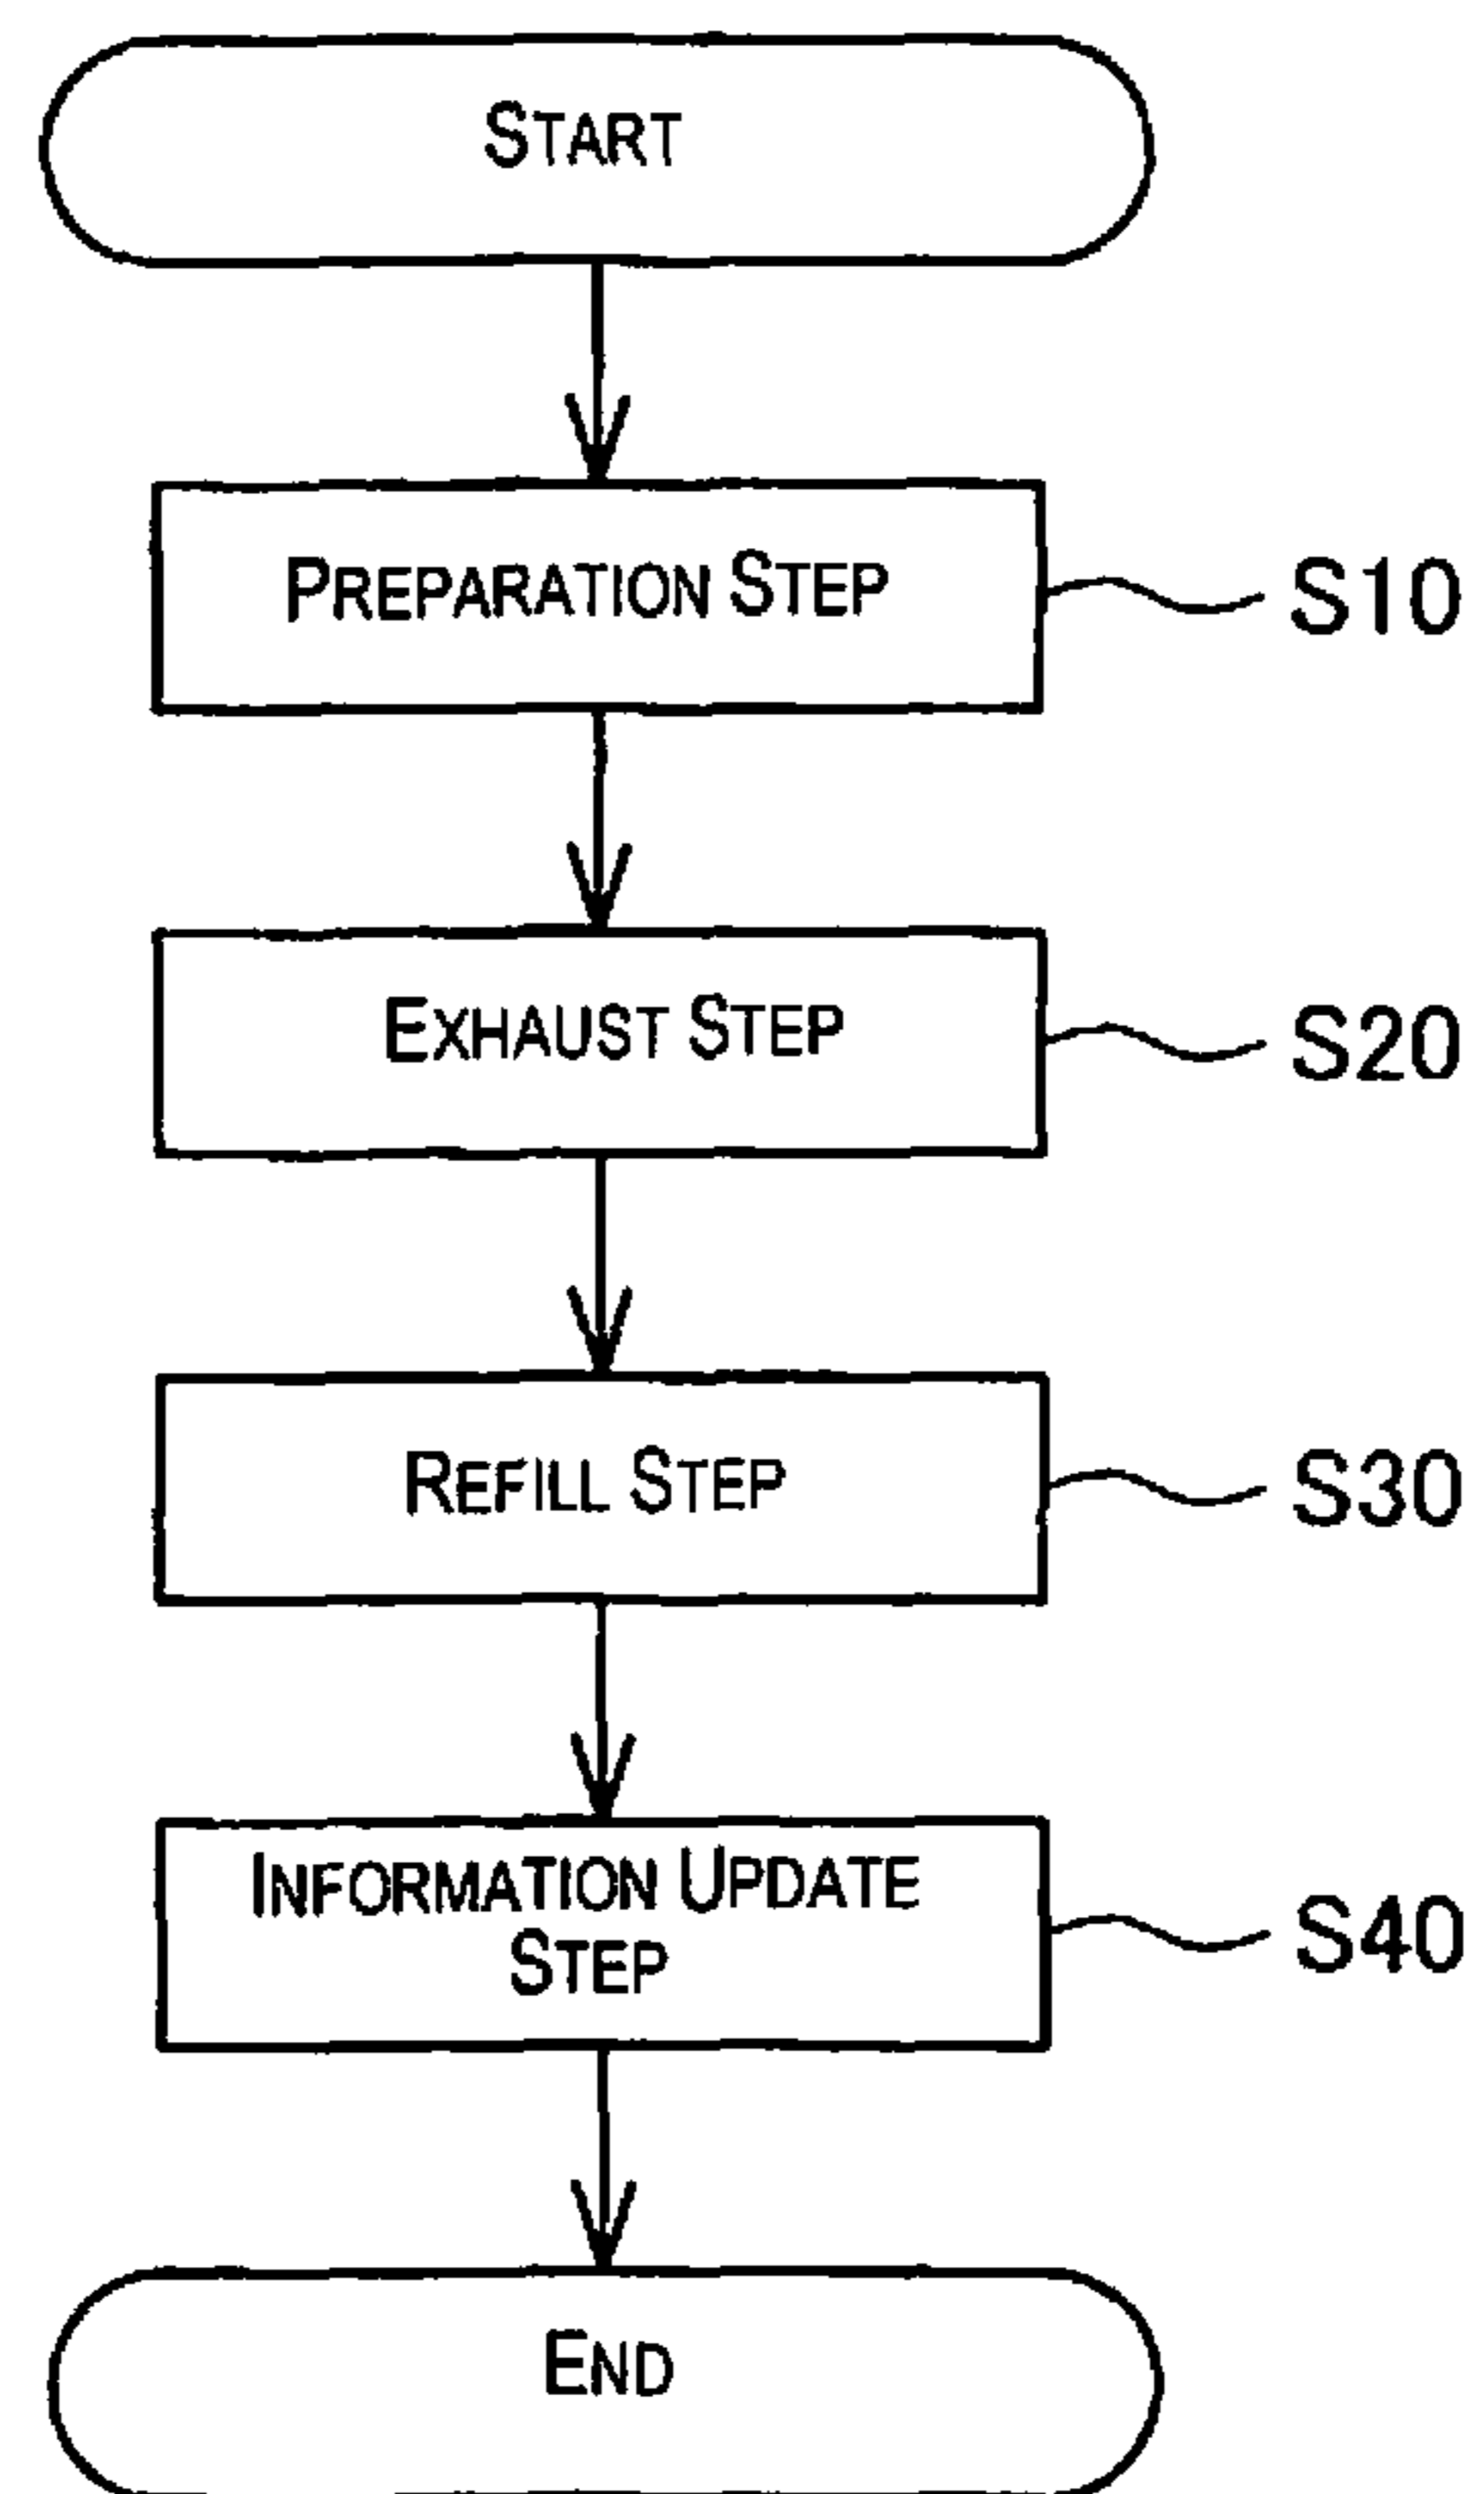 START
PREPARATION STEP
S10
EXHAUST STEP
S20
REFILL STEP
S30
INFORMATION UPDATE
STEP
S40
END